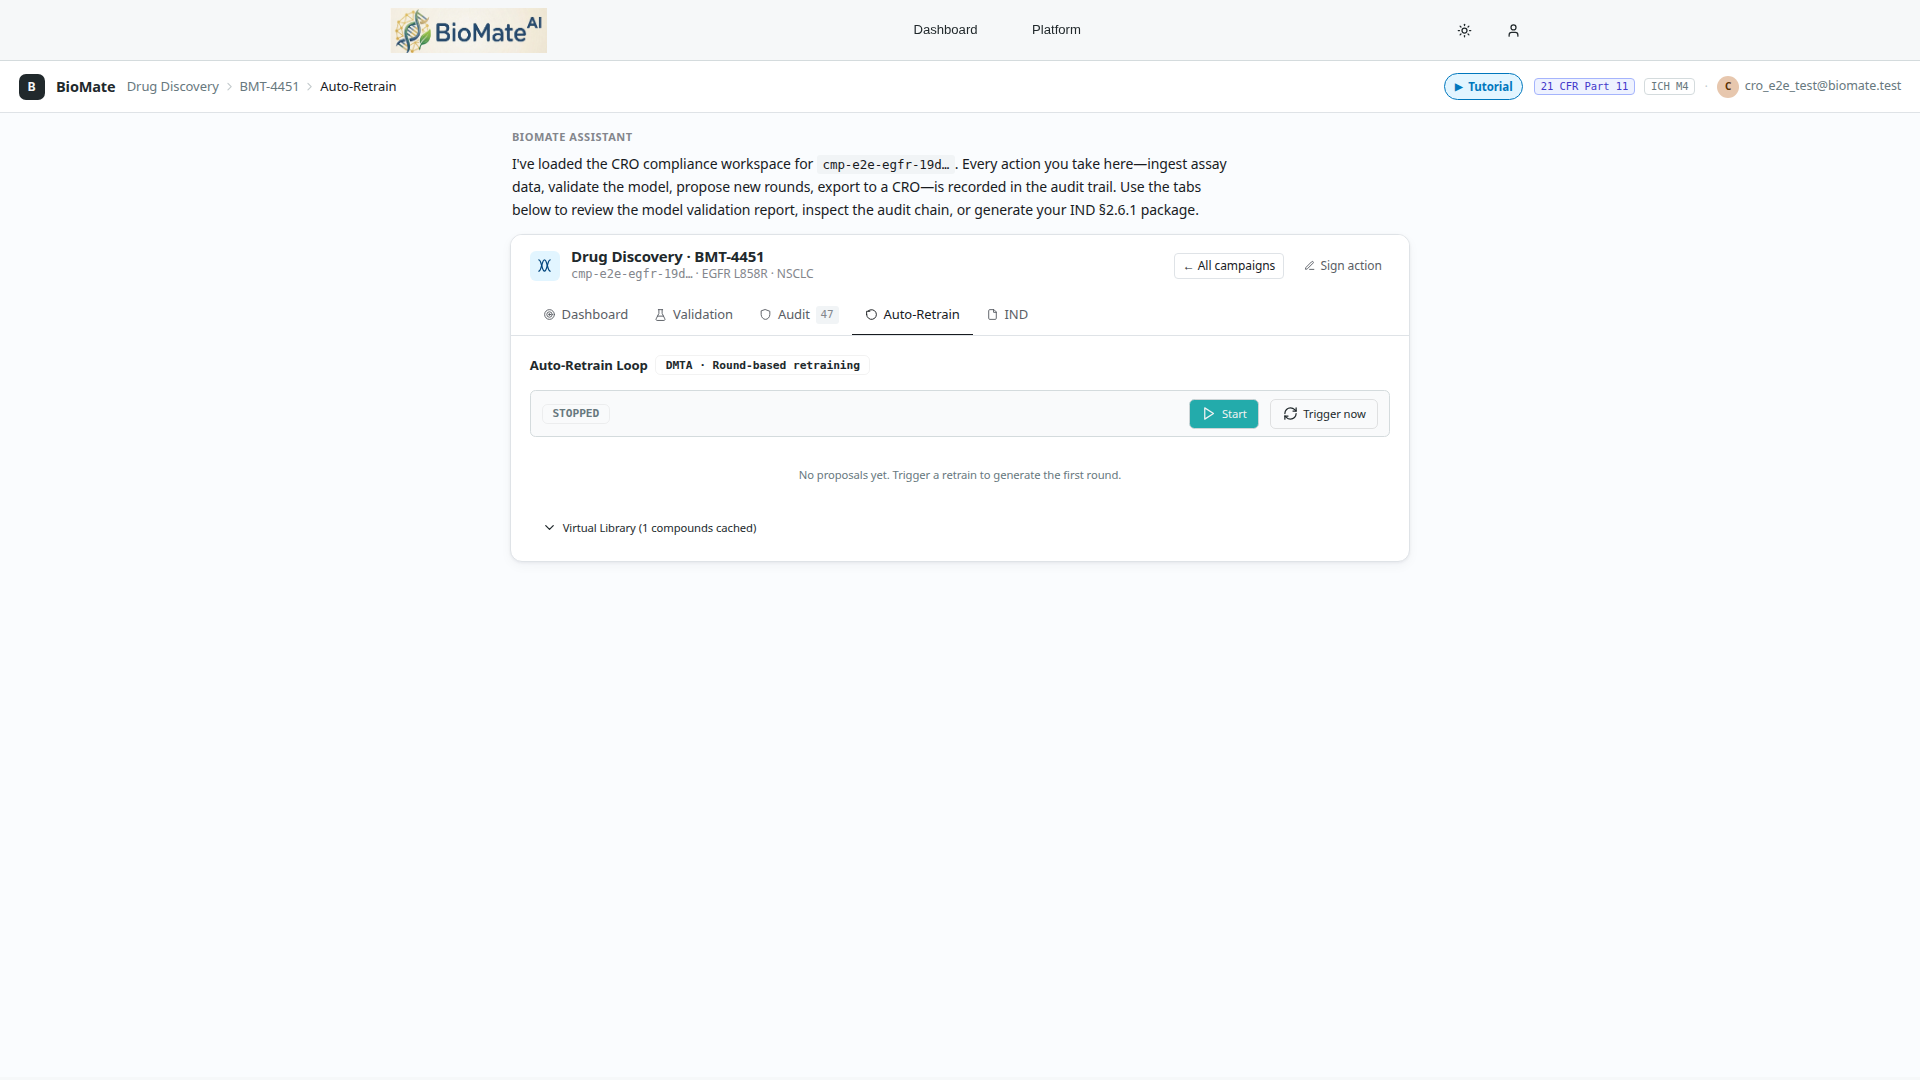 BioMate AI
Dashboard
Platform
B
BioMate
Drug Discovery > BMT-4451 > Auto-Retrain
▶ Tutorial
21 CFR Part 11
ICH M4
·
C
cro_e2e_test@biomate.test
BIOMATE ASSISTANT
I've loaded the CRO compliance workspace for cmp-e2e-egfr-19d… . Every action you take here—ingest assay
data, validate the model, propose new rounds, export to a CRO—is recorded in the audit trail. Use the tabs
below to review the model validation report, inspect the audit chain, or generate your IND §2.6.1 package.
Drug Discovery · BMT-4451
cmp-e2e-egfr-19d… · EGFR L858R · NSCLC
← All campaigns
Sign action
Dashboard
Validation
Audit 47
Auto-Retrain
IND
Auto-Retrain Loop
DMTA · Round-based retraining
STOPPED
Start
Trigger now
No proposals yet. Trigger a retrain to generate the first round.
Virtual Library (1 compounds cached)